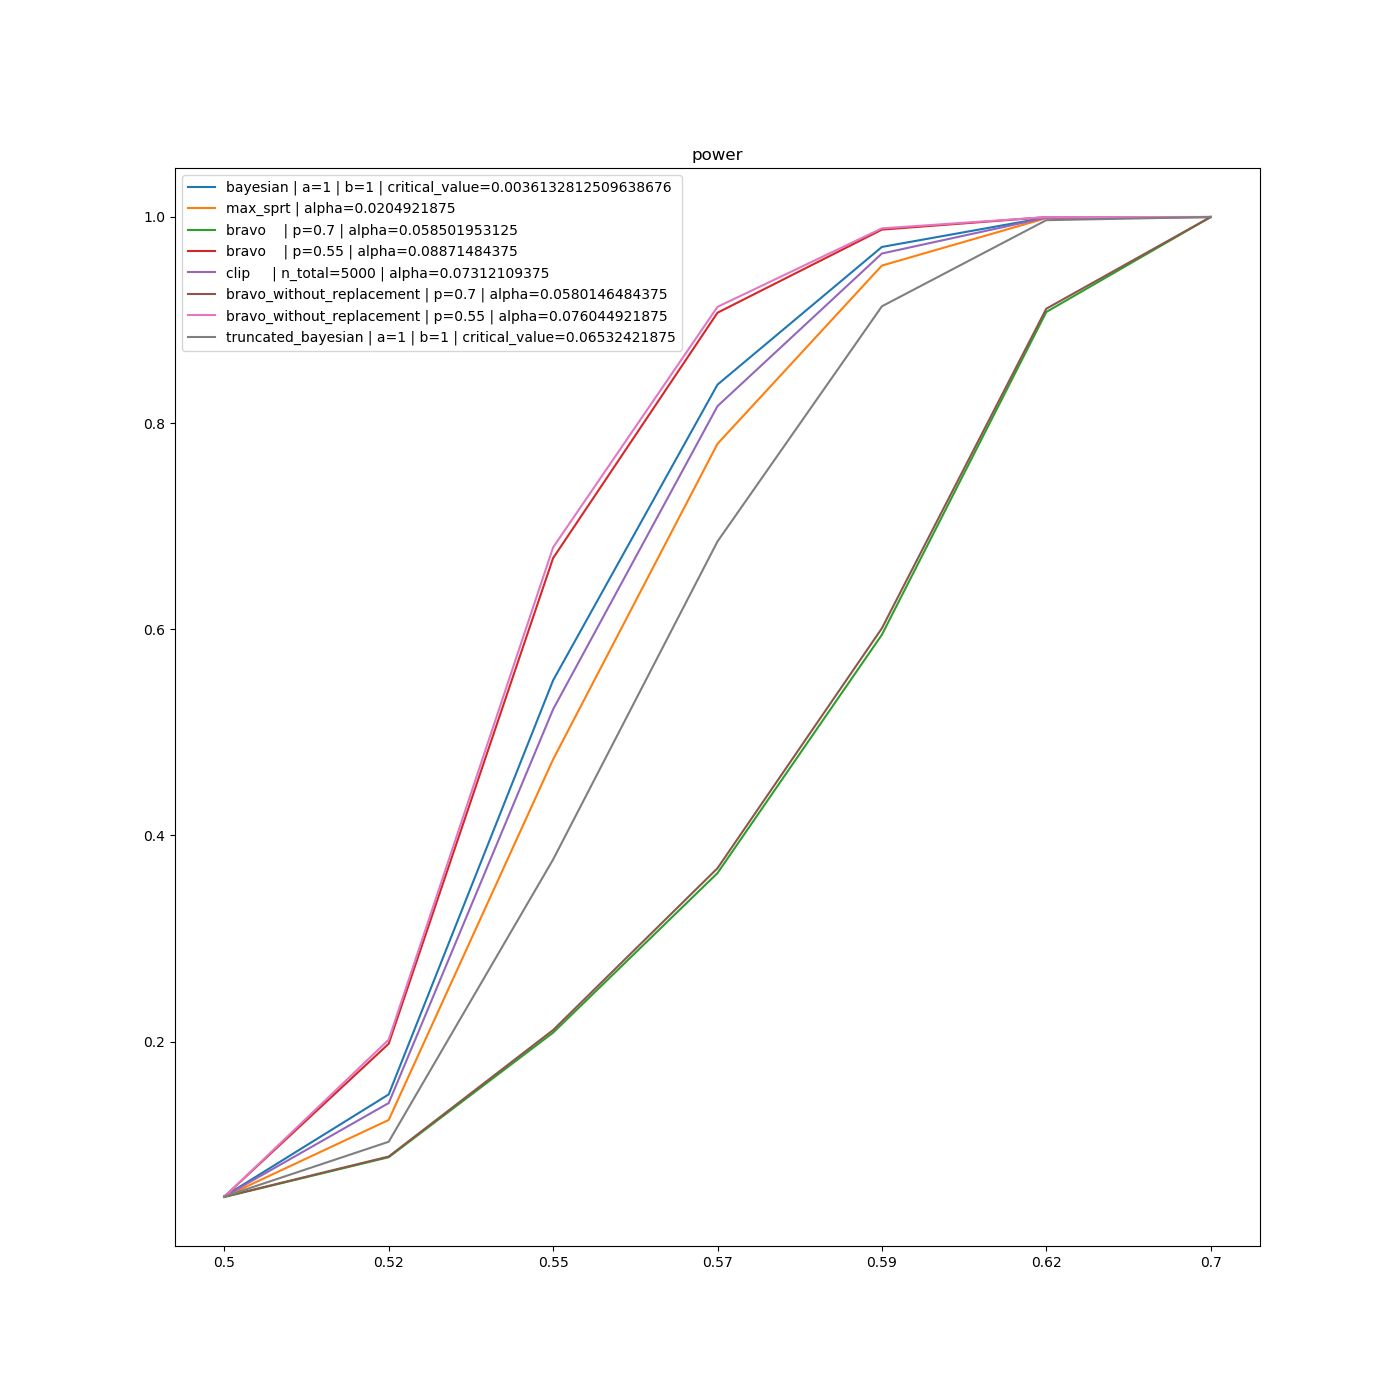 power
bayesian | a=1 | b=1 | critical_value=0.0036132812509638676
max_sprt | alpha=0.0204921875
bravo    | p=0.7 | alpha=0.058501953125
bravo    | p=0.55 | alpha=0.08871484375
clip     | n_total=5000 | alpha=0.07312109375
bravo_without_replacement | p=0.7 | alpha=0.0580146484375
bravo_without_replacement | p=0.55 | alpha=0.076044921875
truncated_bayesian | a=1 | b=1 | critical_value=0.06532421875
1.0
0.8
0.6
0.4
0.2
0.5 0.52 0.55 0.57 0.59 0.62 0.7